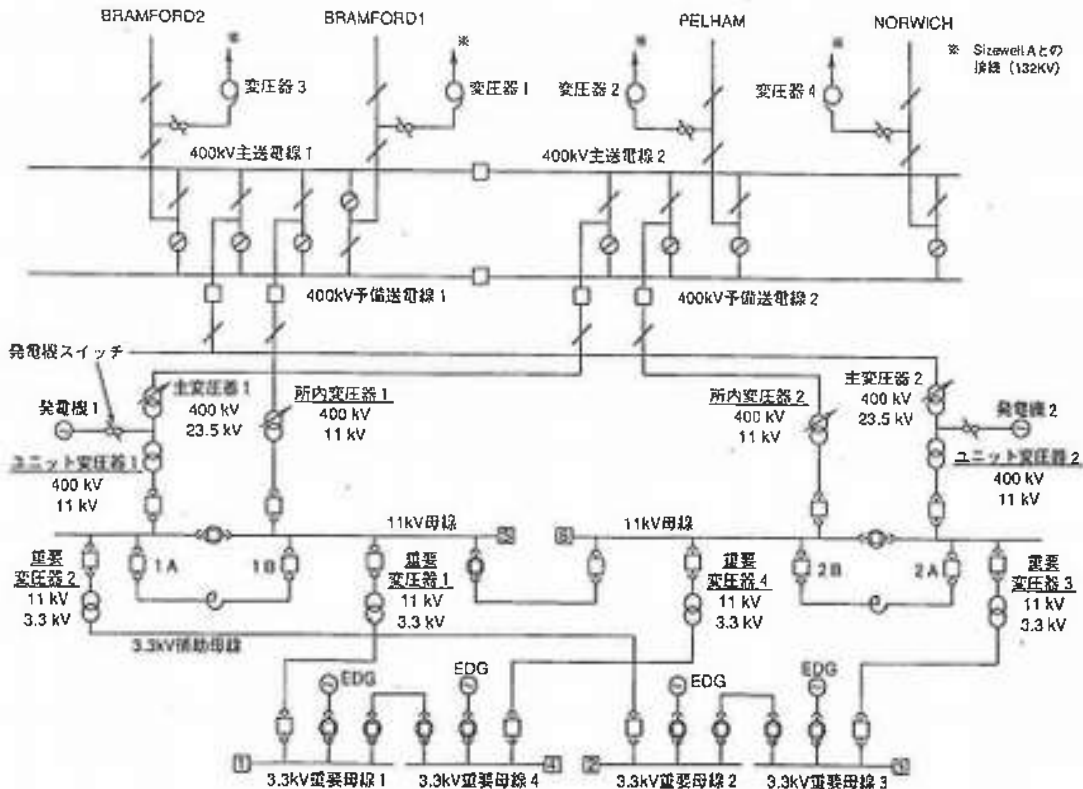 BRAMFORD2
BRAMFORD1
PELHAM
NORWICH
※
※
※
※
※ Sizewell Aとの
接続 (132KV)
変圧器3
変圧器1
変圧器2
変圧器4
400kV主送電線1
400kV主送電線2
400kV予備送電線1
400kV予備送電線2
発電機スイッチ
主変圧器1
400 kV
23.5 kV
所内変圧器1
400 kV
11 kV
所内変圧器2
400 kV
11 kV
主変圧器2
400 kV
23.5 kV
発電機1
発電機2
ユニット変圧器1
400 kV
11 kV
ユニット変圧器2
400 kV
11 kV
11kV母線
11kV母線
重要
変圧器2
11 kV
3.3 kV
1A
1B
重要
変圧器1
11 kV
3.3 kV
重要
変圧器4
11 kV
3.3 kV
2B
2A
重要
変圧器3
11 kV
3.3 kV
3.3kV補助母線
EDG
EDG
EDG
EDG
1
4
2
3.3kV重要母線1
3.3kV重要母線4
3.3kV重要母線2
3.3kV重要母線3